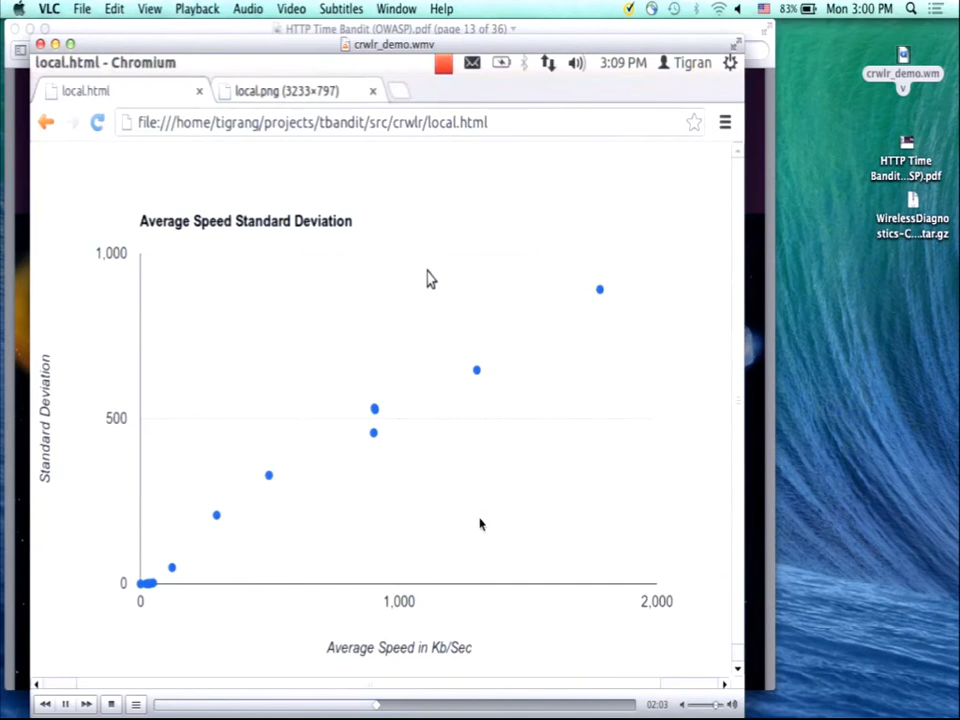 VLC File Edit View Playback Audio Video Subtitles Window Help 83% Mon 3:00 PM
HTTP Time Bandit (OWASP).pdf (page 13 of 36)
crwlr_demo.wmv
local.html - Chromium 3:09 PM Tigran
local.html local.png (3233×797)
file:///home/tigrang/projects/tbandit/src/crwlr/local.html
Average Speed Standard Deviation
1,000
500
0
Standard Deviation
0 1,000 2,000
Average Speed in Kb/Sec
02:03
crwlr_demo.wm
v
HTTP Time
Bandit...SP).pdf
WirelessDiagno
stics-C....tar.gz